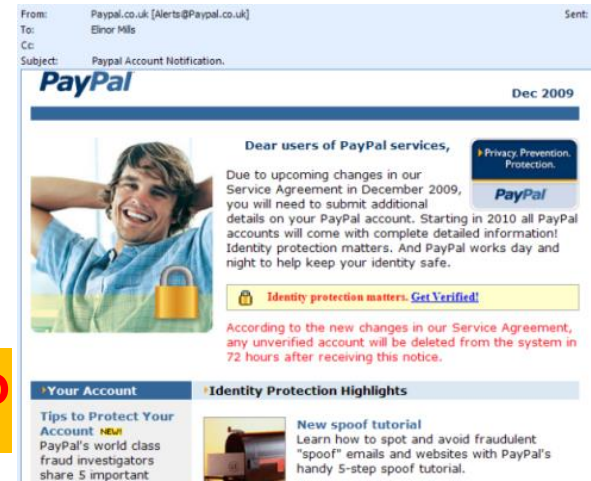 From: Paypal.co.uk [Alerts@Paypal.co.uk] Sent:
To: Elinor Mills
Cc:
Subject: Paypal Account Notification.
PayPal
Dec 2009
Dear users of PayPal services,
Due to upcoming changes in our
Service Agreement in December 2009,
you will need to submit additional
details on your PayPal account. Starting in 2010 all PayPal
accounts will come with complete detailed information!
Identity protection matters. And PayPal works day and
night to help keep your identity safe.
Privacy. Prevention.
Protection.
PayPal
Identity protection matters. Get Verified!
According to the new changes in our Service Agreement,
any unverified account will be deleted from the system in
72 hours after receiving this notice.
Your Account
Tips to Protect Your
Account NEW!
PayPal's world class
fraud investigators
share 5 important
Identity Protection Highlights
New spoof tutorial
Learn how to spot and avoid fraudulent
"spoof" emails and websites with PayPal's
handy 5-step spoof tutorial.